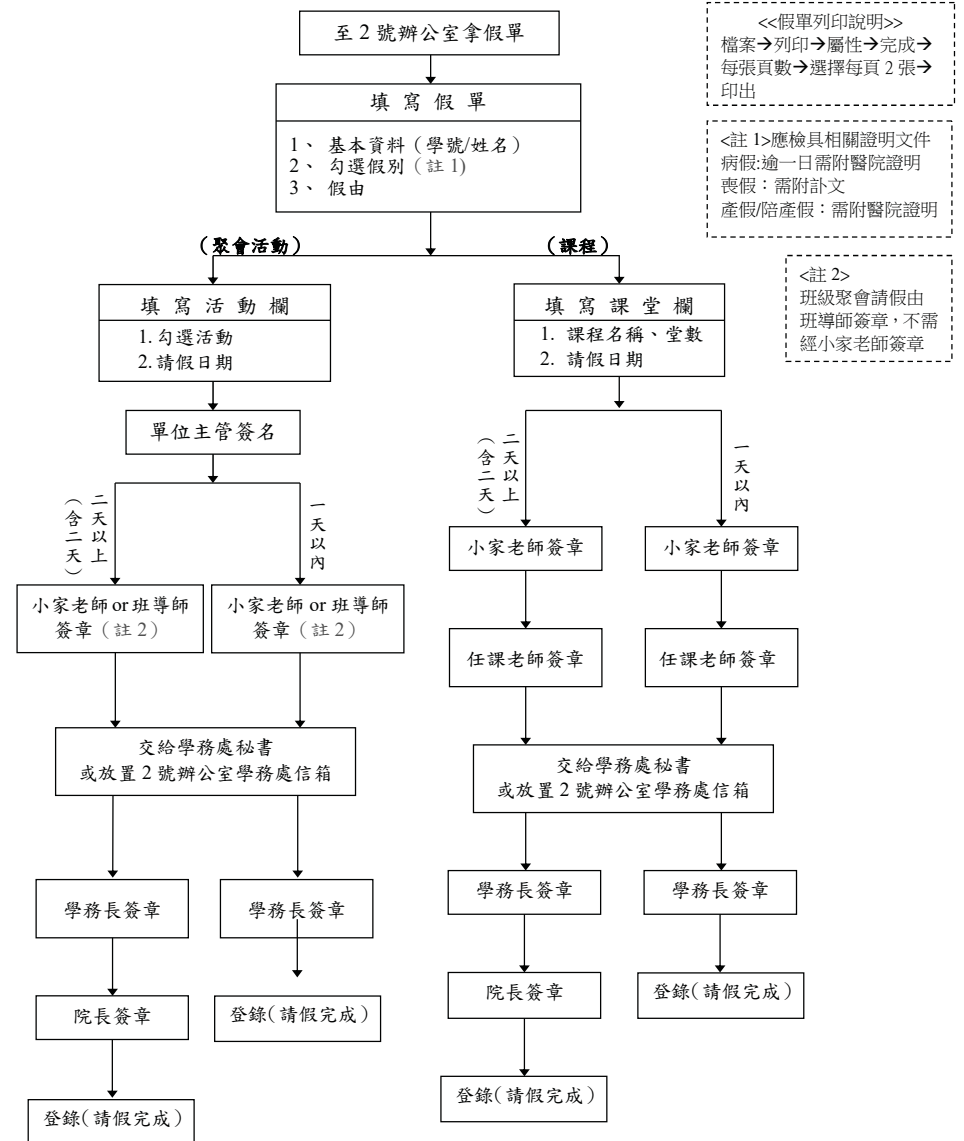 至 2 號辦公室拿假單
<<假單列印說明>>
檔案→列印→屬性→完成→
每張頁數→選擇每頁 2 張→
印出
填 寫 假 單
1、 基本資料（學號/姓名）
2、 勾選假別（註 1)
3、 假由
<註 1>應檢具相關證明文件
病假:逾一日需附醫院證明
喪假：需附訃文
產假/陪產假：需附醫院證明
<註 2>
班級聚會請假由
班導師簽章，不需
經小家老師簽章
（聚會活動）
（課程）
填 寫 活 動 欄
1. 勾選活動
2. 請假日期
填 寫 課 堂 欄
1. 課程名稱、堂數
2. 請假日期
單位主管簽名
二天以上
（含二天）
一天以內
二天以上
（含二天）
一天以內
小家老師 or 班導師
簽章（註 2）
小家老師 or 班導師
簽章（註 2）
小家老師簽章
小家老師簽章
任課老師簽章
任課老師簽章
交給學務處秘書
或放置 2 號辦公室學務處信箱
交給學務處秘書
或放置 2 號辦公室學務處信箱
學務長簽章
學務長簽章
學務長簽章
學務長簽章
院長簽章
登錄（請假完成）
院長簽章
登錄（請假完成）
登錄（請假完成）
登錄（請假完成）